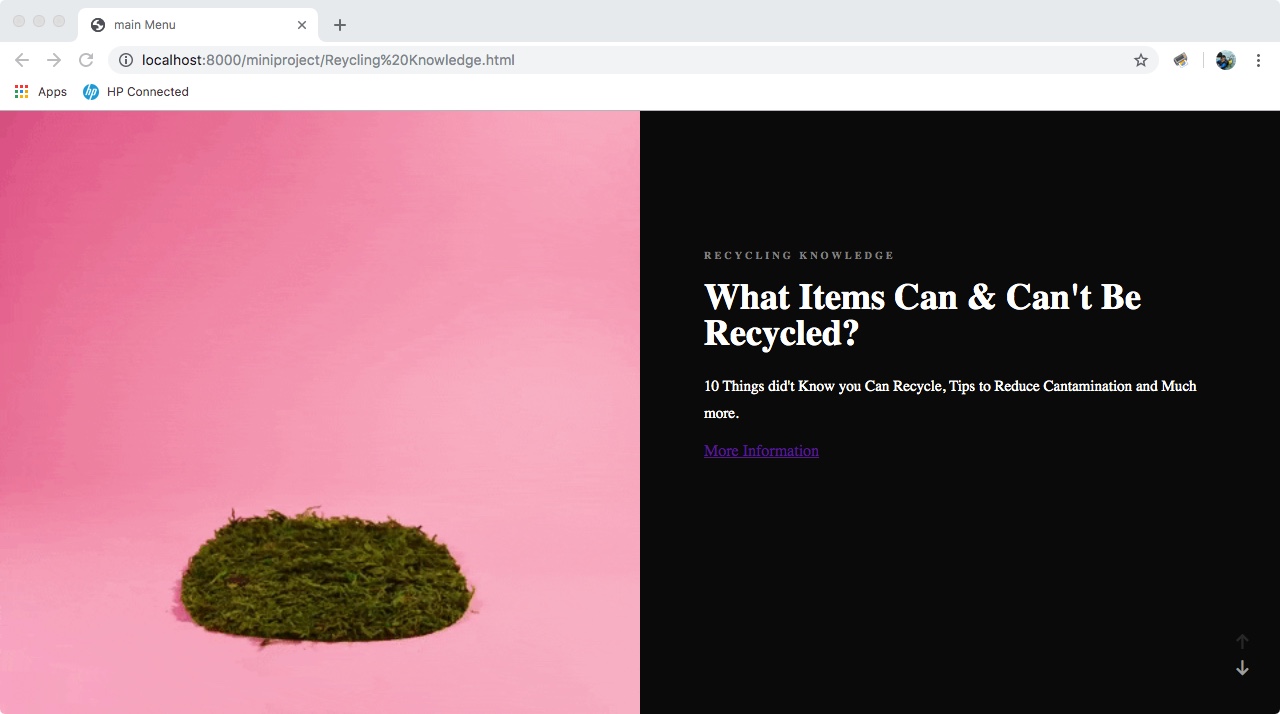 main Menu
localhost:8000/miniproject/Reycling%20Knowledge.html
Apps
hp HP Connected
RECYCLING KNOWLEDGE
What Items Can & Can't Be
Recycled?
10 Things did't Know you Can Recycle, Tips to Reduce Cantamination and Much
more.
More Information